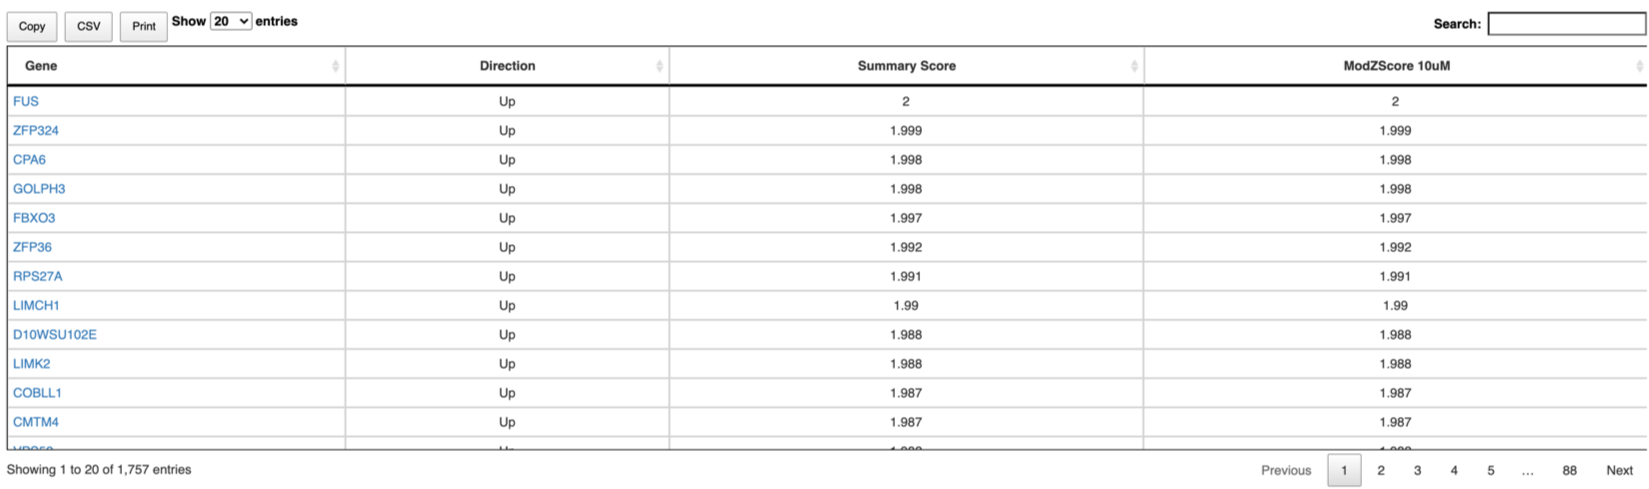 Copy CSV Print Show 20 entries Search:
Gene Direction Summary Score ModZScore 10uM
FUS Up 2 2
ZFP324 Up 1.999 1.999
CPA6 Up 1.998 1.998
GOLPH3 Up 1.998 1.998
FBXO3 Up 1.997 1.997
ZFP36 Up 1.992 1.992
RPS27A Up 1.991 1.991
LIMCH1 Up 1.99 1.99
D10WSU102E Up 1.988 1.988
LIMK2 Up 1.988 1.988
COBLL1 Up 1.987 1.987
CMTM4 Up 1.987 1.987
Showing 1 to 20 of 1,757 entries Previous 1 2 3 4 5 ... 88 Next